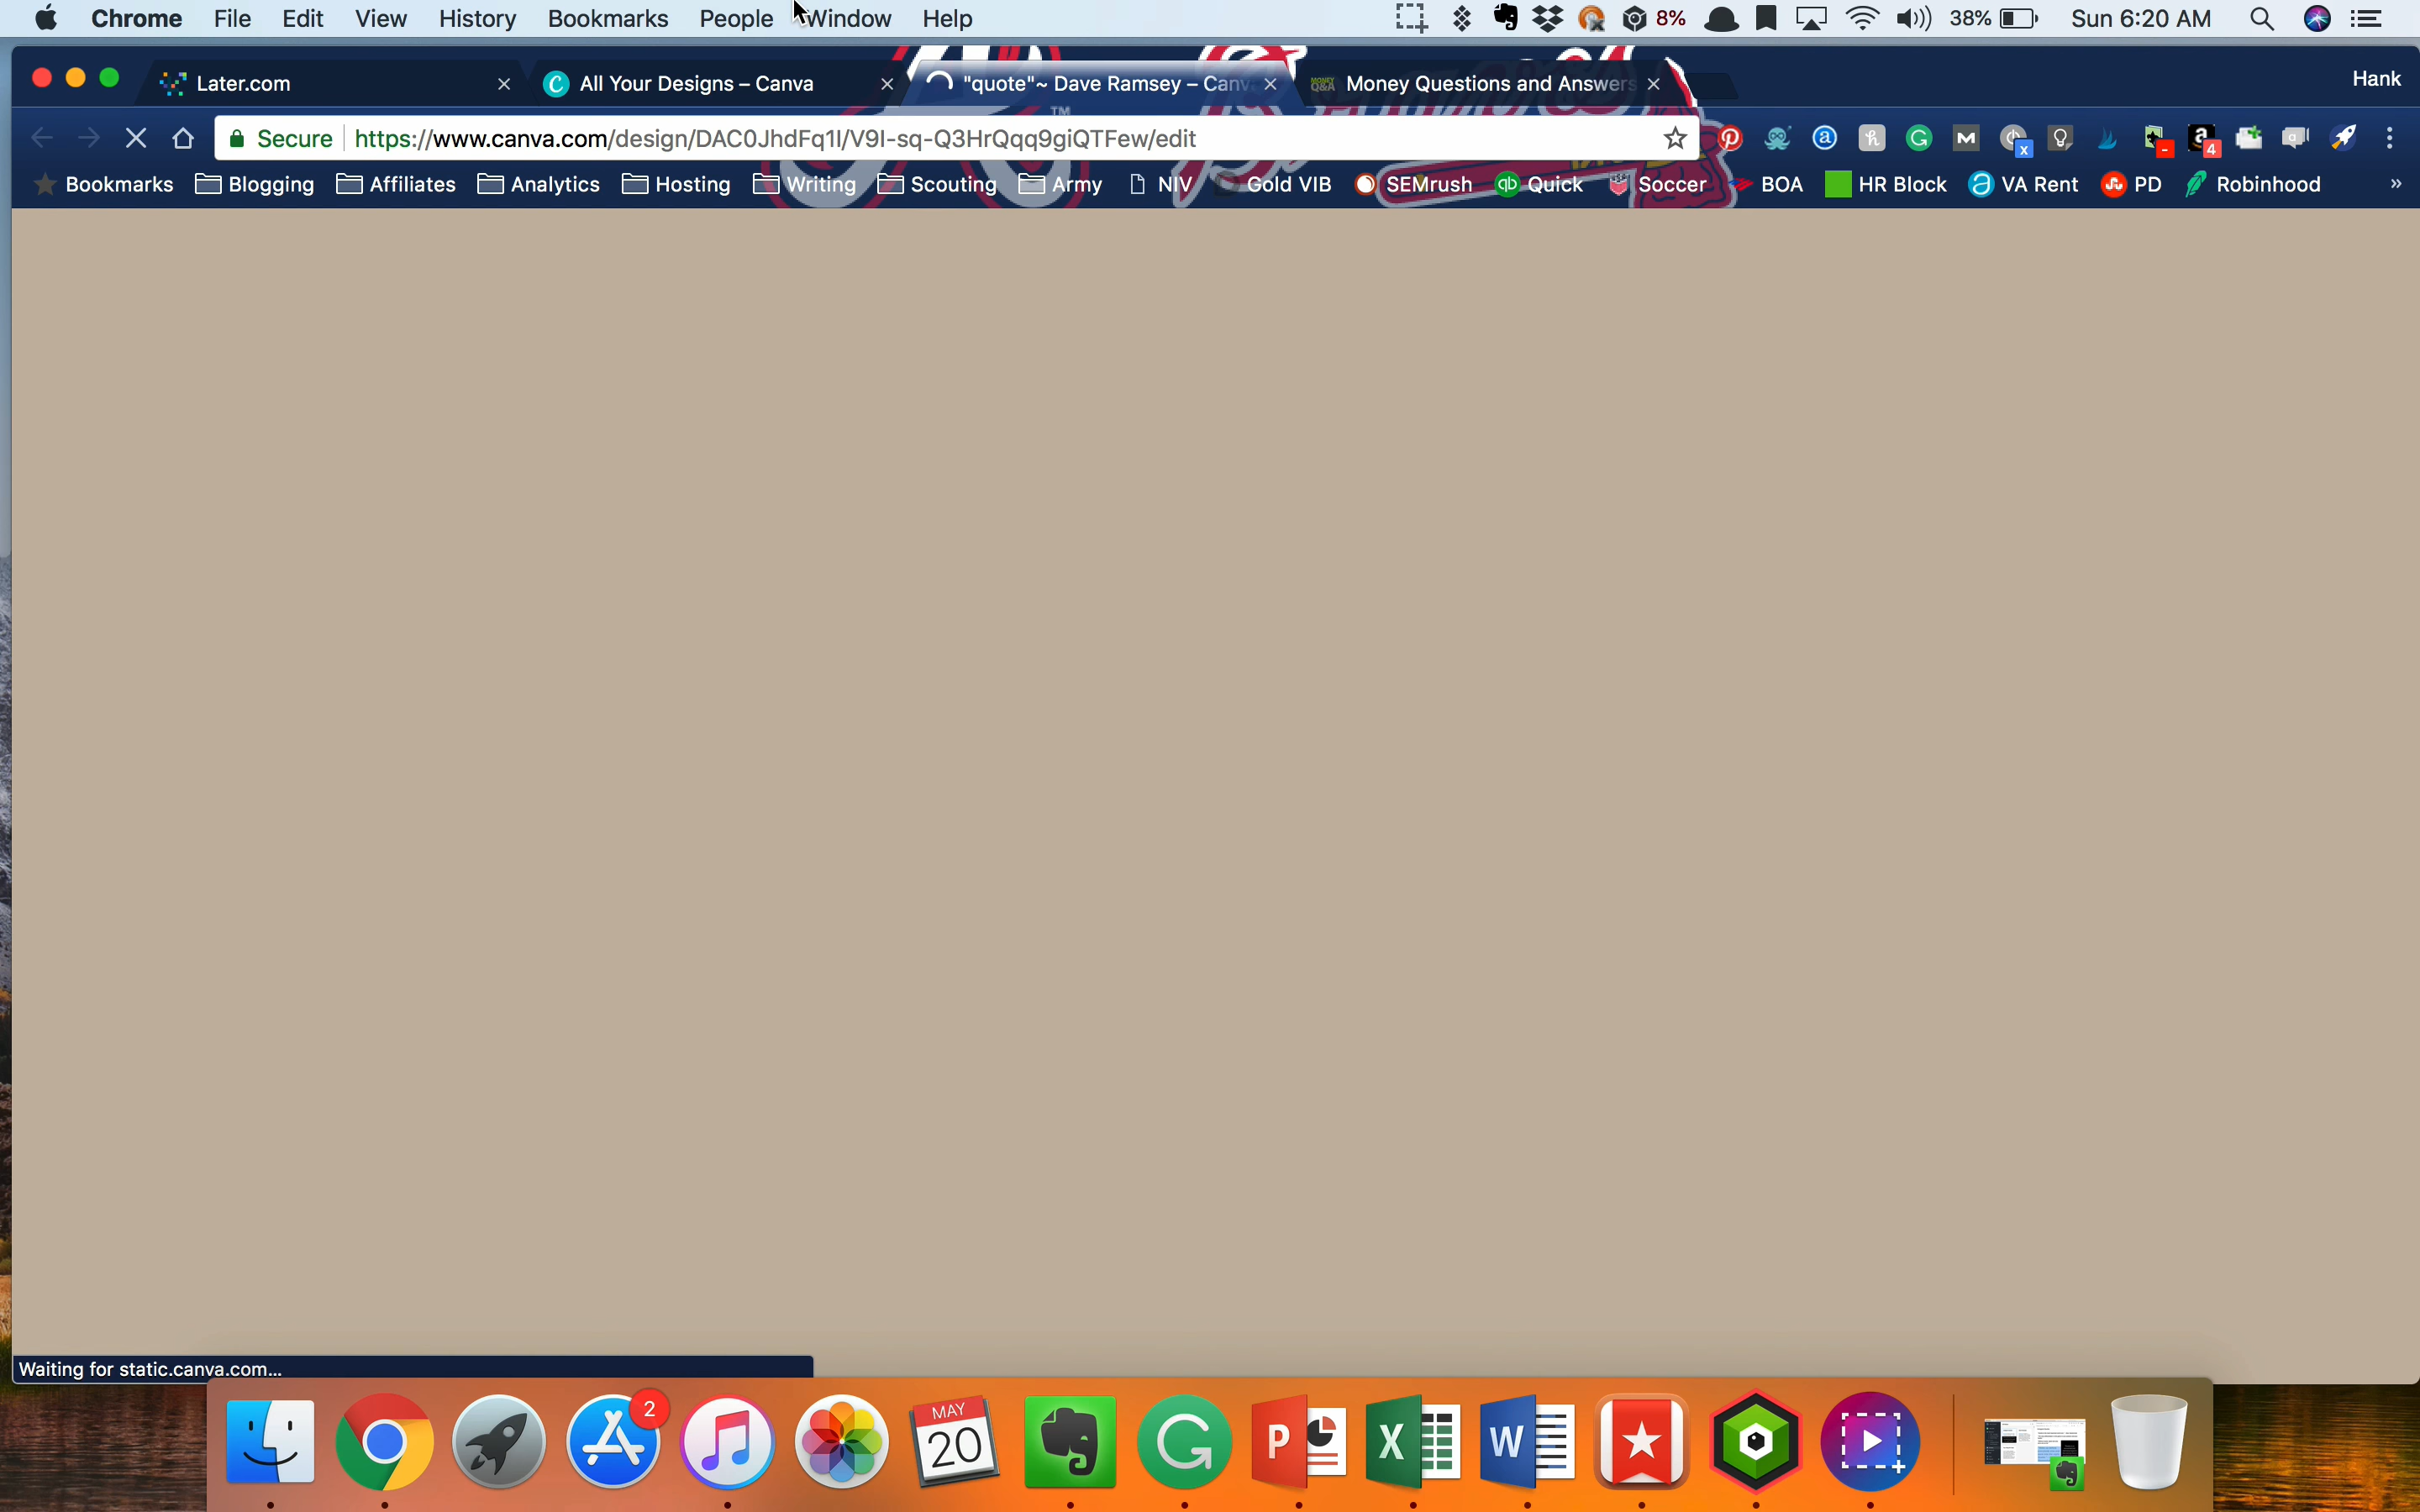 Chrome File Edit View History Bookmarks People Window Help 8% 38% Sun 6:20 AM
Later.com All Your Designs – Canva "quote"~ Dave Ramsey – Canv Money Questions and Answers Hank
Secure https://www.canva.com/design/DAC0JhdFq1I/V9I-sq-Q3HrQqq9giQTFew/edit
Bookmarks Blogging Affiliates Analytics Hosting Writing Scouting Army NIV Gold VIB SEMrush Quick Soccer BOA HR Block VA Rent PD Robinhood »
Waiting for static.canva.com...
2
MAY
20